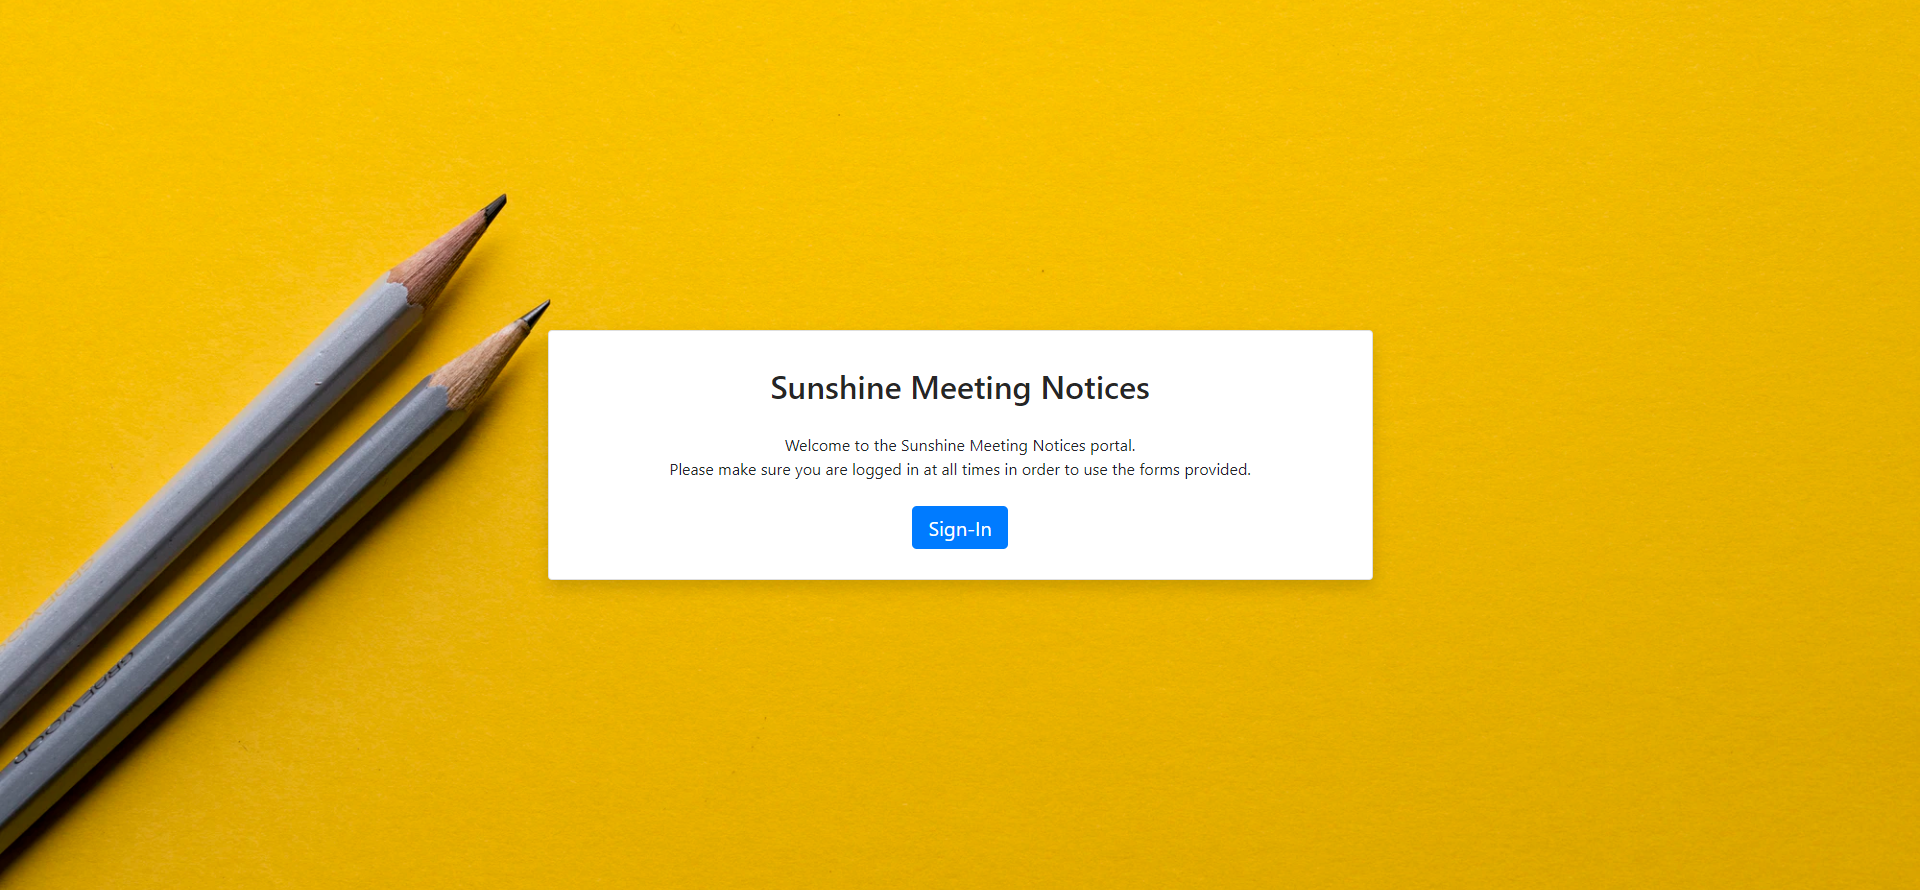 Sunshine Meeting Notices
Welcome to the Sunshine Meeting Notices portal.
Please make sure you are logged in at all times in order to use the forms provided.
Sign-In